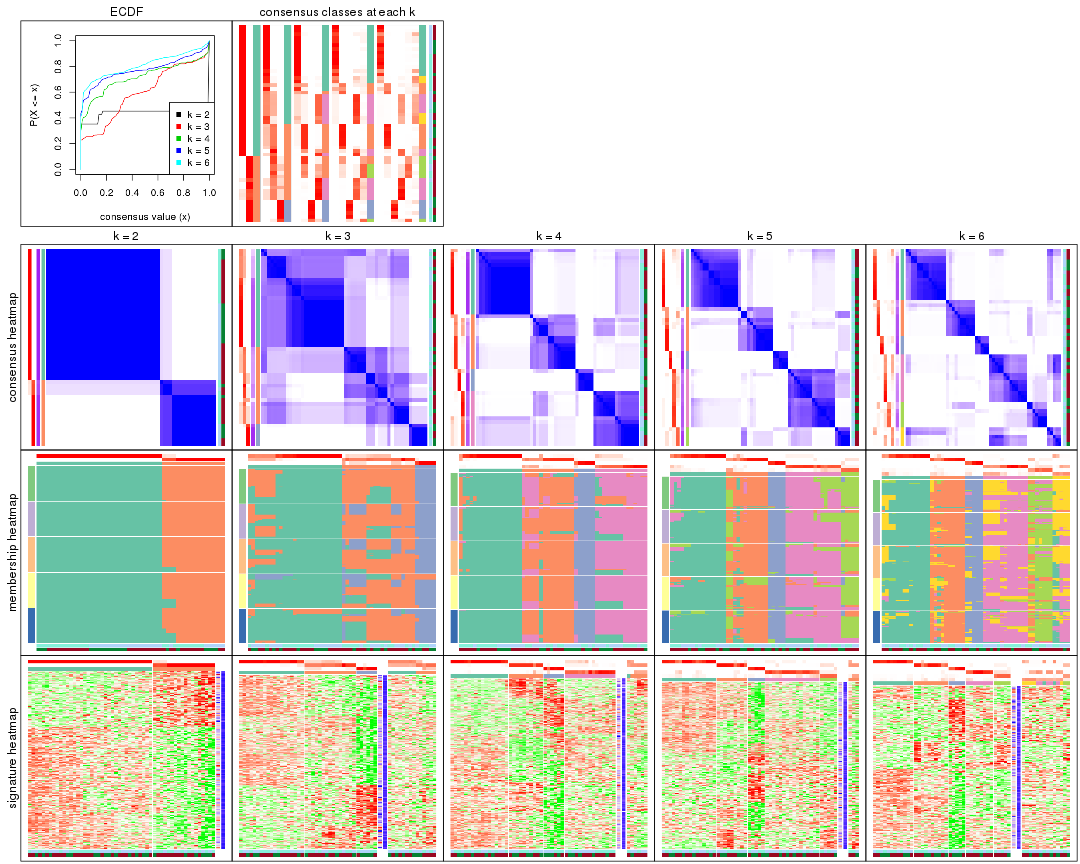 ECDF
consensus classes at each k
P(X <= x)
0.0 0.2 0.4 0.6 0.8 1.0
k = 2
k = 3
k = 4
k = 5
k = 6
0.0 0.2 0.4 0.6 0.8 1.0
consensus value (x)
k = 2
k = 3
k = 4
k = 5
k = 6
consensus heatmap
membership heatmap
signature heatmap